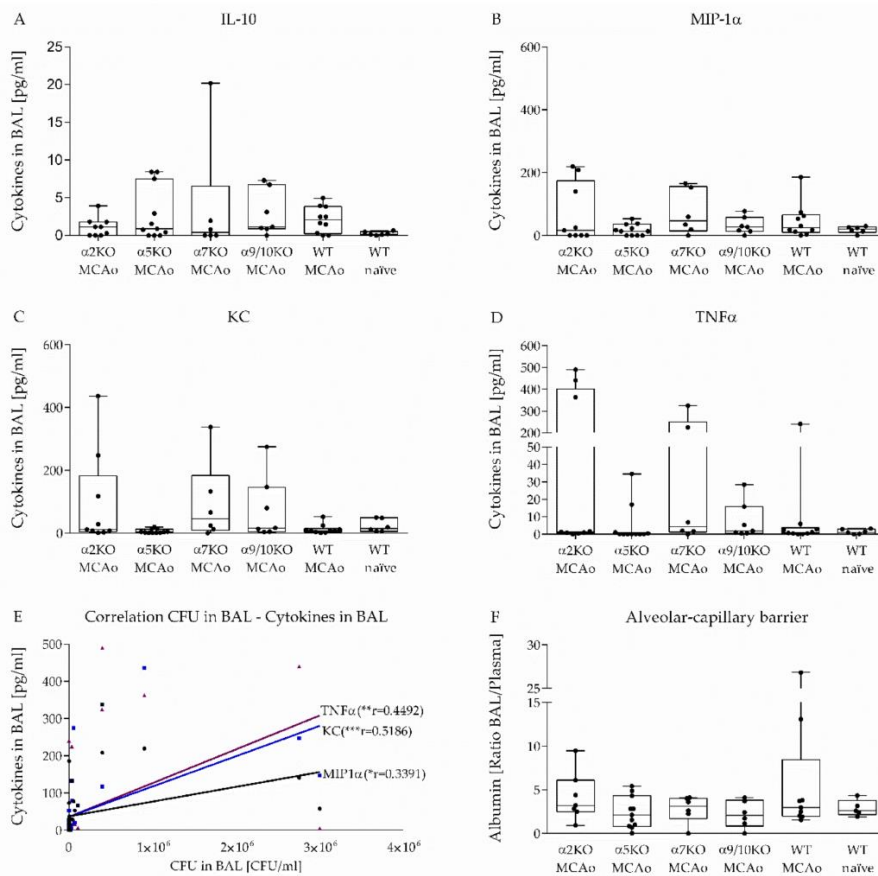 A
IL-10
Cytokines in BAL [pg/ml]
25
20
15
10
5
0
α2KO α5KO α7KO α9/10KO WT WT
MCAo MCAo MCAo MCAo MCAo naïve
B
MIP-1α
Cytokines in BAL [pg/ml]
600
400
200
0
α2KO α5KO α7KO α9/10KO WT WT
MCAo MCAo MCAo MCAo MCAo naïve
C
KC
Cytokines in BAL [pg/ml]
600
400
200
0
α2KO α5KO α7KO α9/10KO WT WT
MCAo MCAo MCAo MCAo MCAo naïve
D
TNFα
Cytokines in BAL [pg/ml]
600
500
400
300
200
100
50
40
30
20
10
0
α2KO α5KO α7KO α9/10KO WT WT
MCAo MCAo MCAo MCAo MCAo naïve
E
Correlation CFU in BAL - Cytokines in BAL
Cytokines in BAL [pg/ml]
500
400
300
200
100
0
TNFα(**r=0.4492)
KC(***r=0.5186)
MIP1α(*r=0.3391)
0 1×10⁶ 2×10⁶ 3×10⁶ 4×10⁶
CFU in BAL [CFU/ml]
F
Alveolar-capillary barrier
Albumin [Ratio BAL/Plasma]
30
25
15
10
5
0
α2KO α5KO α7KO α9/10KO WT WT
MCAo MCAo MCAo MCAo MCAo naïve